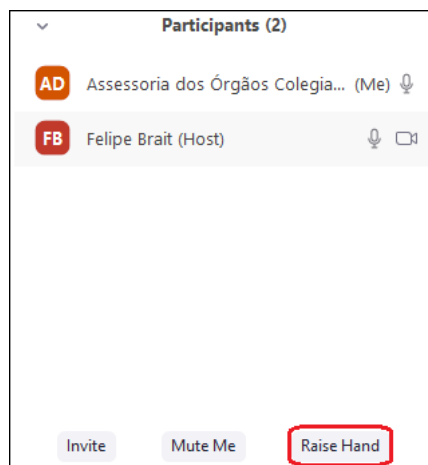 Participants (2)
AD Assessoria dos Órgãos Colegia... (Me)
FB Felipe Brait (Host)
Invite Mute Me Raise Hand